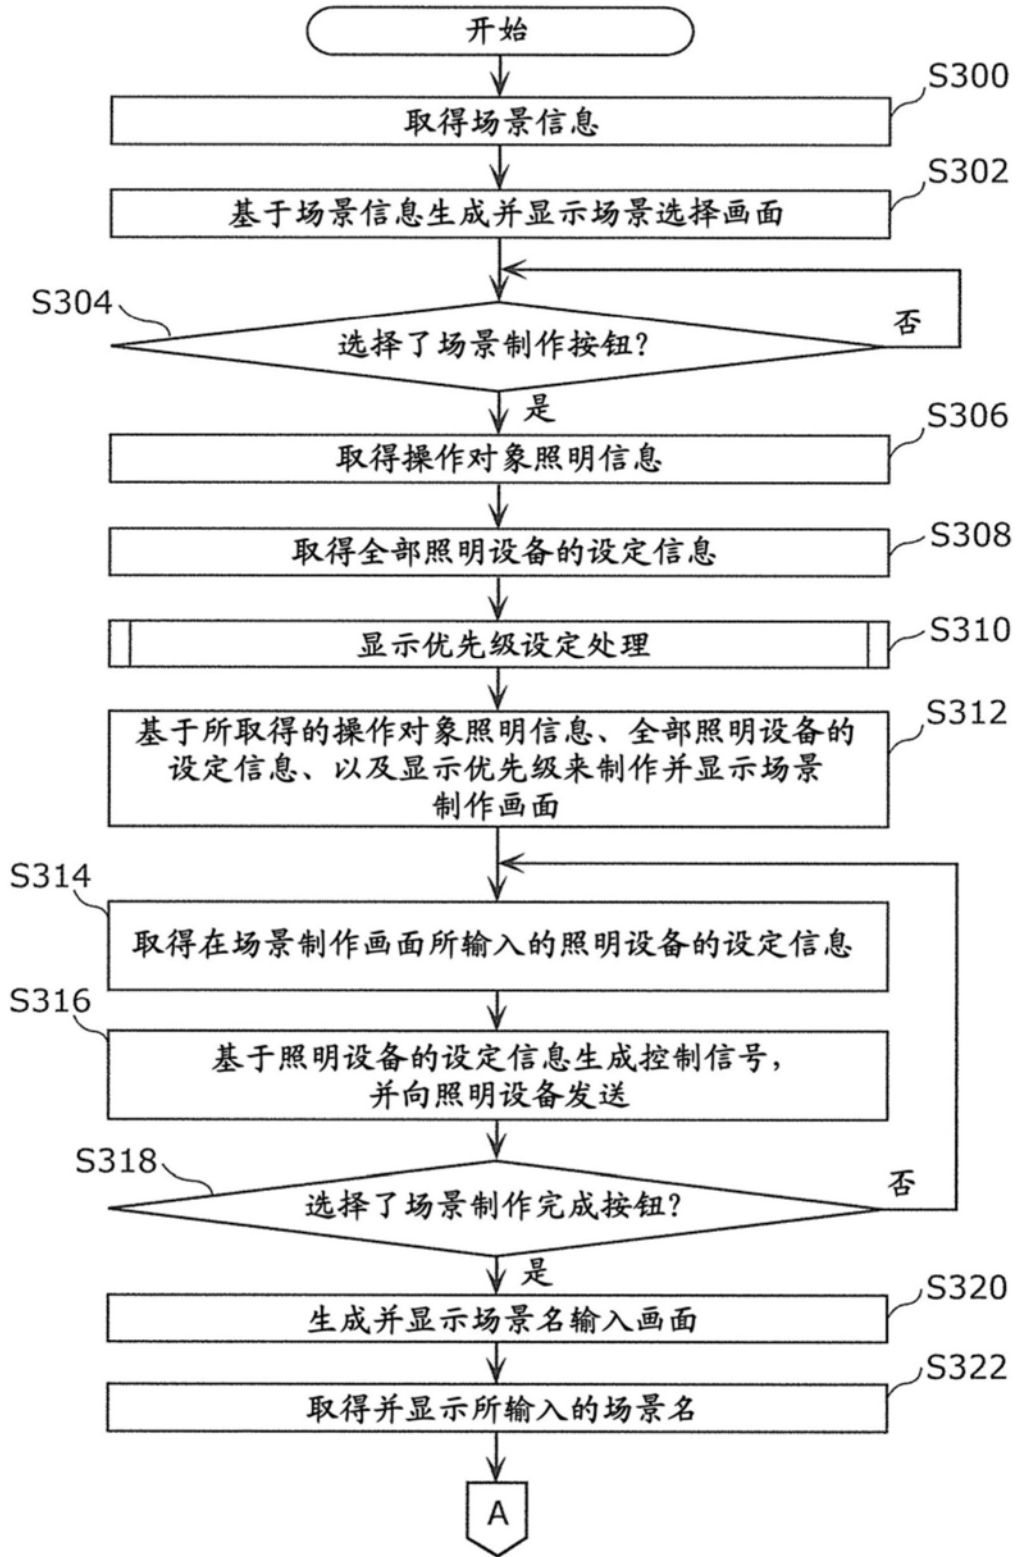 开始
S300
取得场景信息
S302
基于场景信息生成并显示场景选择画面
S304
选择了场景制作按钮?
否
是
S306
取得操作对象照明信息
S308
取得全部照明设备的设定信息
S310
显示优先级设定处理
S312
基于所取得的操作对象照明信息、全部照明设备的
设定信息、以及显示优先级来制作并显示场景
制作画面
S314
取得在场景制作画面所输入的照明设备的设定信息
S316
基于照明设备的设定信息生成控制信号,
并向照明设备发送
S318
选择了场景制作完成按钮?
否
是
S320
生成并显示场景名输入画面
S322
取得并显示所输入的场景名
A